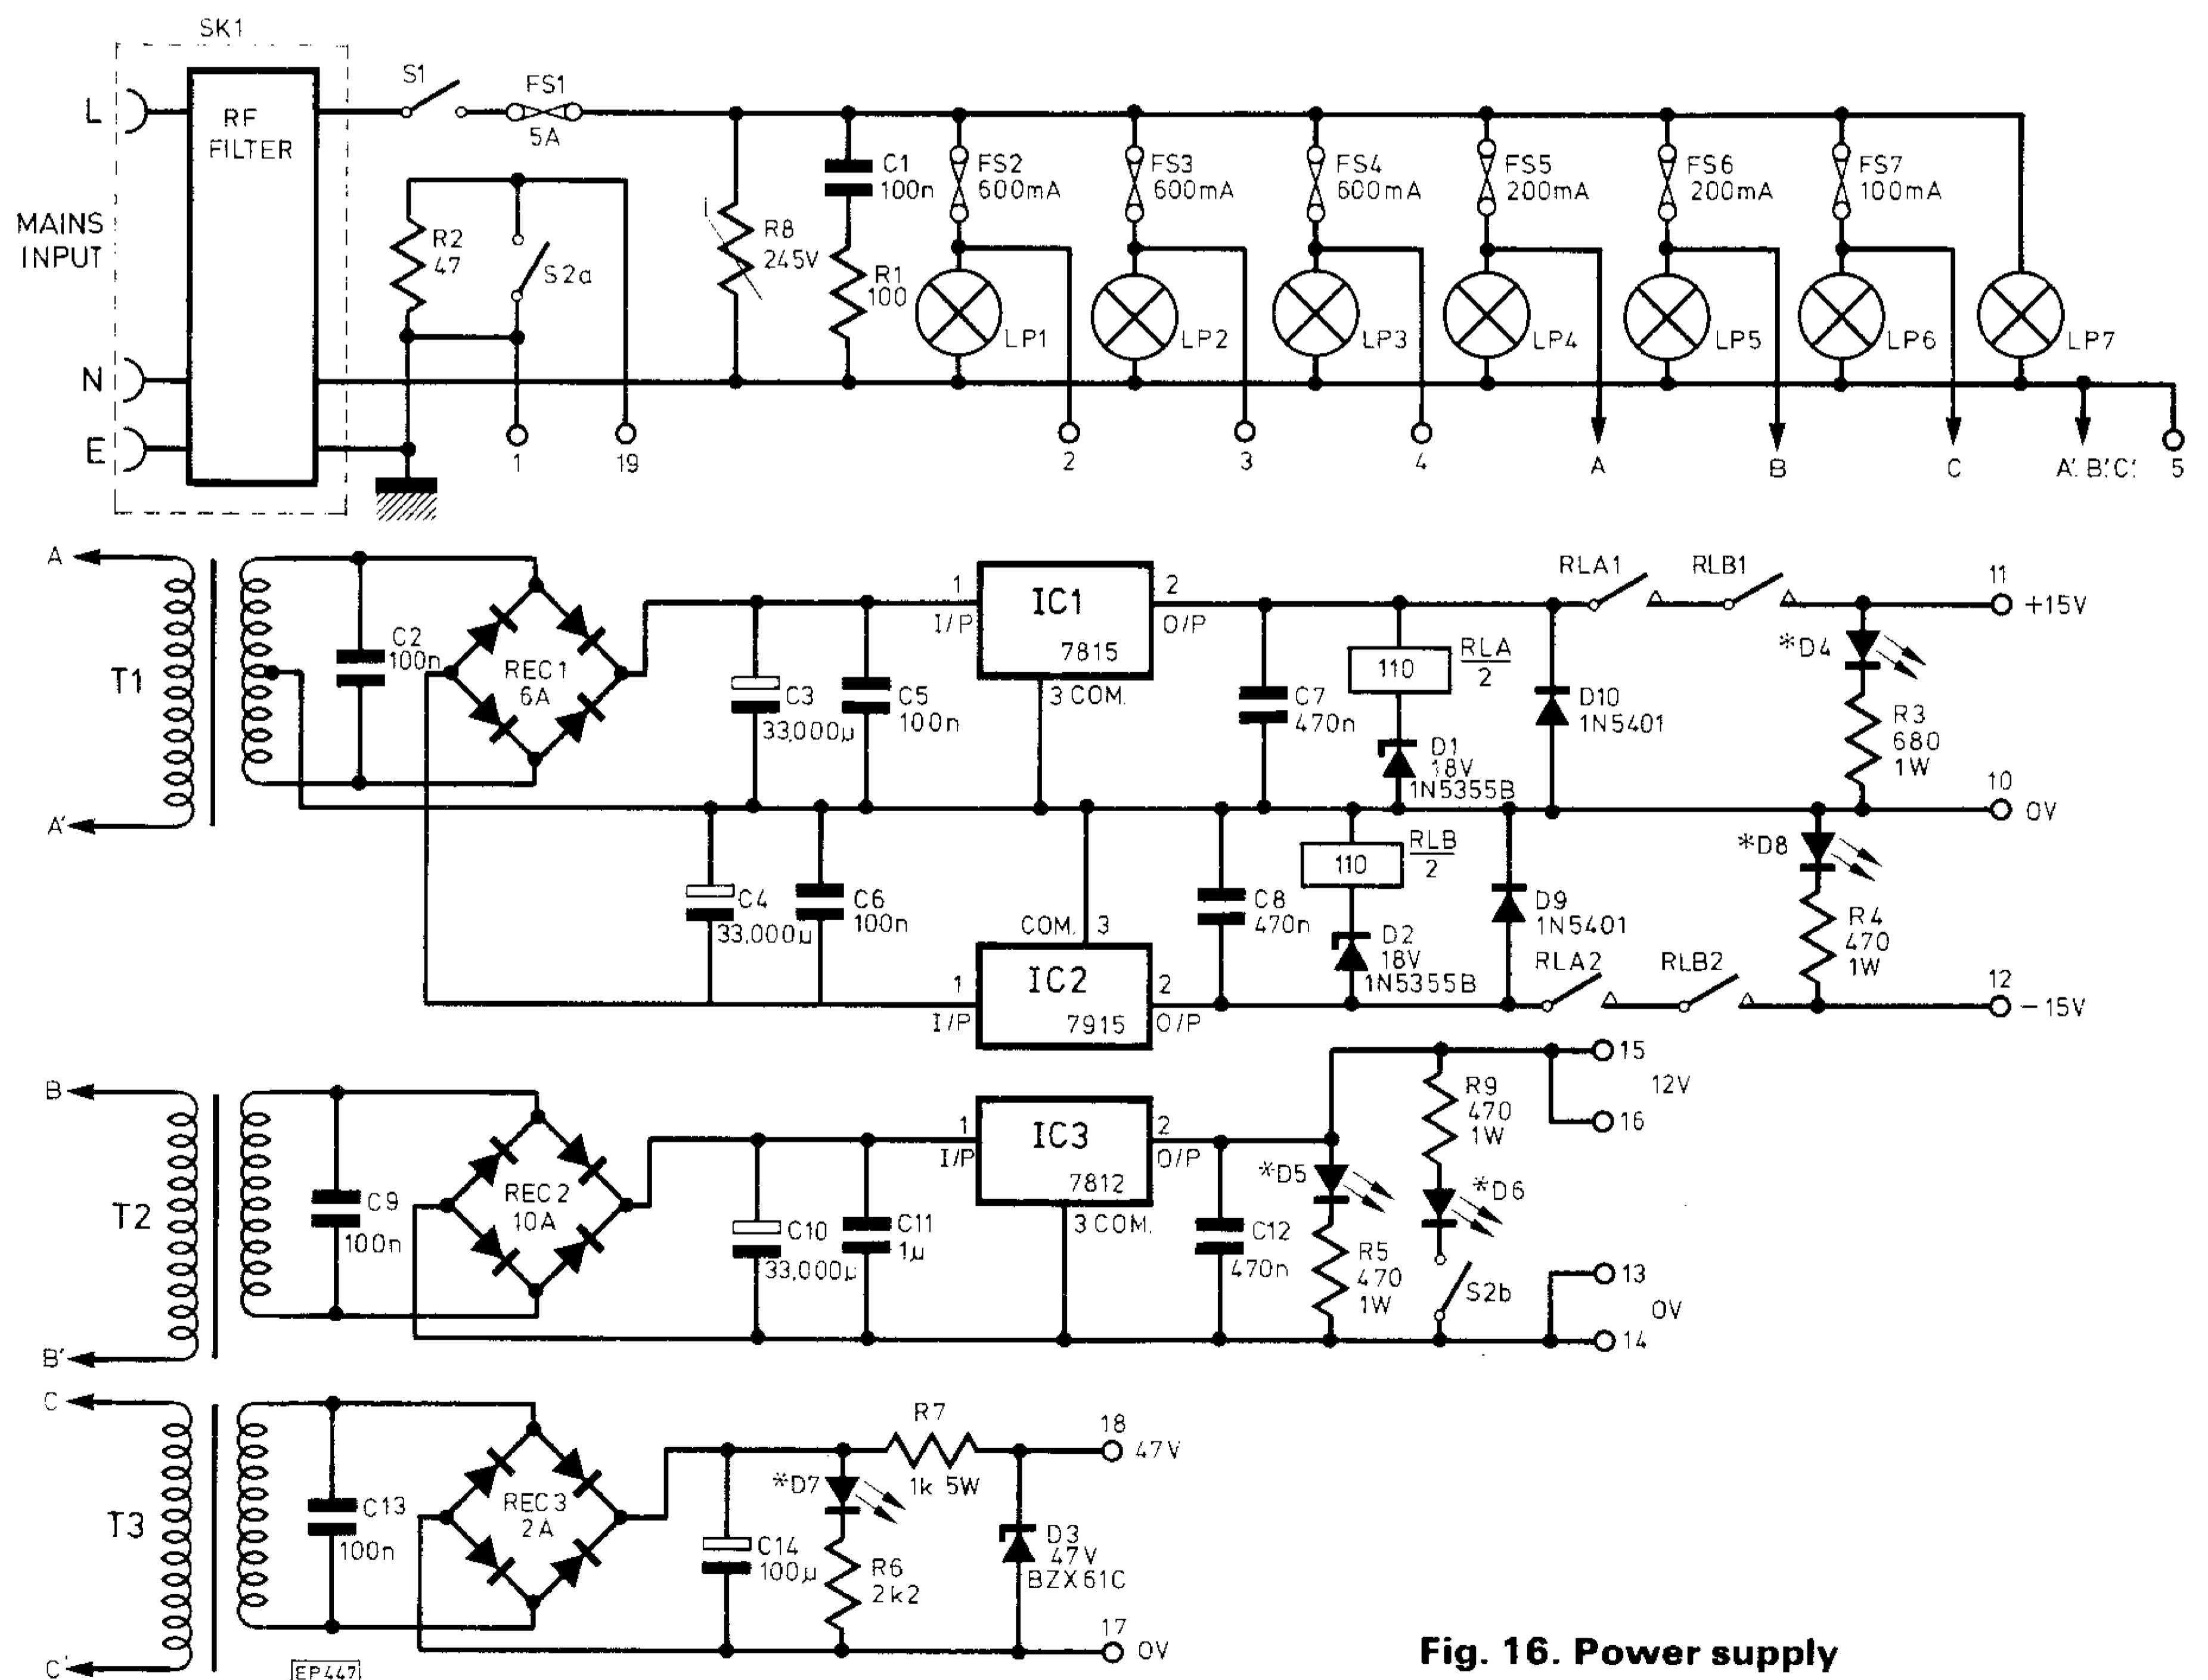 SK1
L
RF
FILTER
MAINS
INPUT
N
E
S1
FS1
5A
R2
47
S2a
1
19
R8
245V
C1
100n
R1
100
FS2
600mA
LP1
FS3
600mA
LP2
FS4
600mA
LP3
FS5
200mA
LP4
FS6
200mA
LP5
FS7
100mA
LP6
LP7
2
3
4
A
B
C
A'. B'. C'.
5
A
T1
A'
C2
100n
REC1
6A
C3
33,000µ
C5
100n
1
I/P
IC1
7815
2
O/P
3 COM.
C7
470n
110
RLA
2
D1
18V
1N5355B
D10
1N5401
RLA1
RLB1
11
+15V
*D4
R3
680
1W
10
0V
C4
33,000µ
C6
100n
COM. 3
1
I/P
IC2
7915
2
O/P
C8
470n
110
RLB
2
D2
18V
1N5355B
D9
1N5401
RLA2
RLB2
*D8
R4
470
1W
12
-15V
B
T2
B'
C9
100n
REC2
10A
C10
33,000µ
C11
1µ
1
I/P
IC3
7812
2
O/P
3 COM.
C12
470n
*D5
R5
470
1W
R9
470
1W
*D6
S2b
15
12V
16
13
0V
14
C
T3
C'
C13
100n
REC3
2A
C14
100µ
*D7
R6
2k2
R7
1k 5W
D3
47V
BZX61C
18
47V
17
0V
EP447
Fig. 16. Power supply